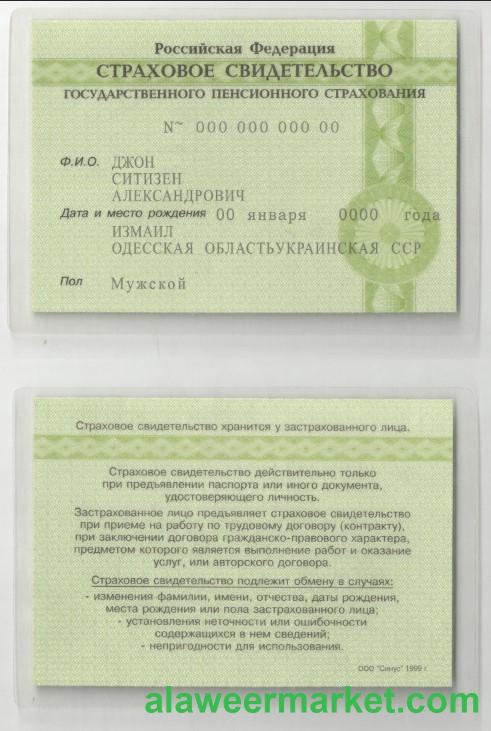 Российская Федерация
СТРАХОВОЕ СВИДЕТЕЛЬСТВО
ГОСУДАРСТВЕННОГО ПЕНСИОННОГО СТРАХОВАНИЯ
N~ 000 000 000 00
Ф.И.О. ДЖОН
СИТИЗЕН
АЛЕКСАНДРОВИЧ
Дата и место рождения 00 января 0000 года
ИЗМАИЛ
ОДЕССКАЯ ОБЛАСТЬУКРАИНСКАЯ ССР
Пол Мужской
Страховое свидетельство хранится у застрахованного лица.
Страховое свидетельство действительно только
при предъявлении паспорта или иного документа,
удостоверяющего личность.
Застрахованное лицо предъявляет страховое свидетельство
при приеме на работу по трудовому договору (контракту),
при заключении договора гражданско-правового характера,
предметом которого является выполнение работ и оказание
услуг, или авторского договора.
Страховое свидетельство подлежит обмену в случаях:
- изменения фамилии, имени, отчества, даты рождения,
места рождения или пола застрахованного лица;
- установления неточности или ошибочности
содержащихся в нем сведений;
- непригодности для использования.
ООО "Синус" 1999 г.
alaweermarket.com